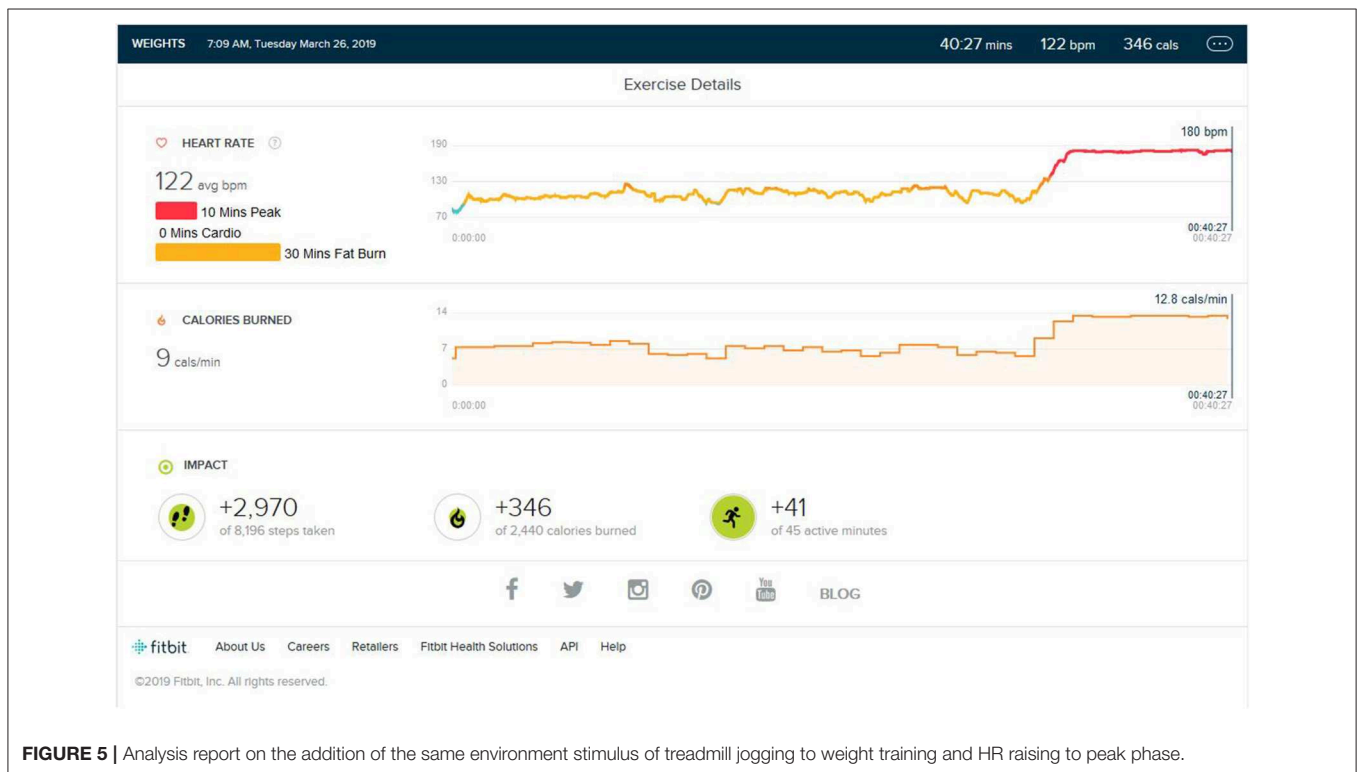 WEIGHTS 7:09 AM, Tuesday March 26, 2019 40:27 mins 122 bpm 346 cals
Exercise Details
HEART RATE ?
122 avg bpm
10 Mins Peak
0 Mins Cardio
30 Mins Fat Burn
190
130
70
180 bpm
0:00:00
00:40:27
00:40:27
CALORIES BURNED
9 cals/min
14
7
0
12.8 cals/min
0:00:00
00:40:27
00:40:27
IMPACT
+2,970
of 8,196 steps taken
+346
of 2,440 calories burned
+41
of 45 active minutes
f You Tube BLOG
fitbit About Us Careers Retailers Fitbit Health Solutions API Help
©2019 Fitbit, Inc. All rights reserved.
FIGURE 5 | Analysis report on the addition of the same environment stimulus of treadmill jogging to weight training and HR raising to peak phase.